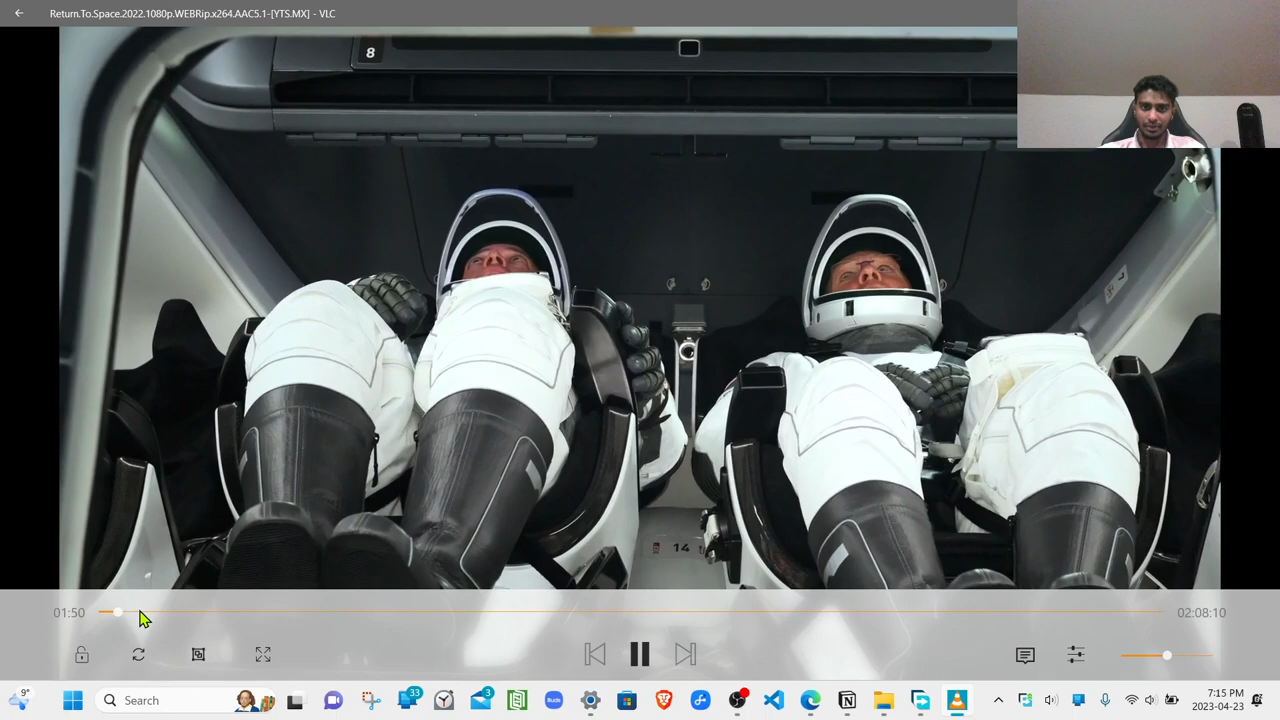 Return.To.Space.2022.1080p.WEBRip.x264.AAC5.1-[YTS.MX] - VLC
8
14
01:50
02:08:10
9°
Search
33
3
7:15 PM
2023-04-23